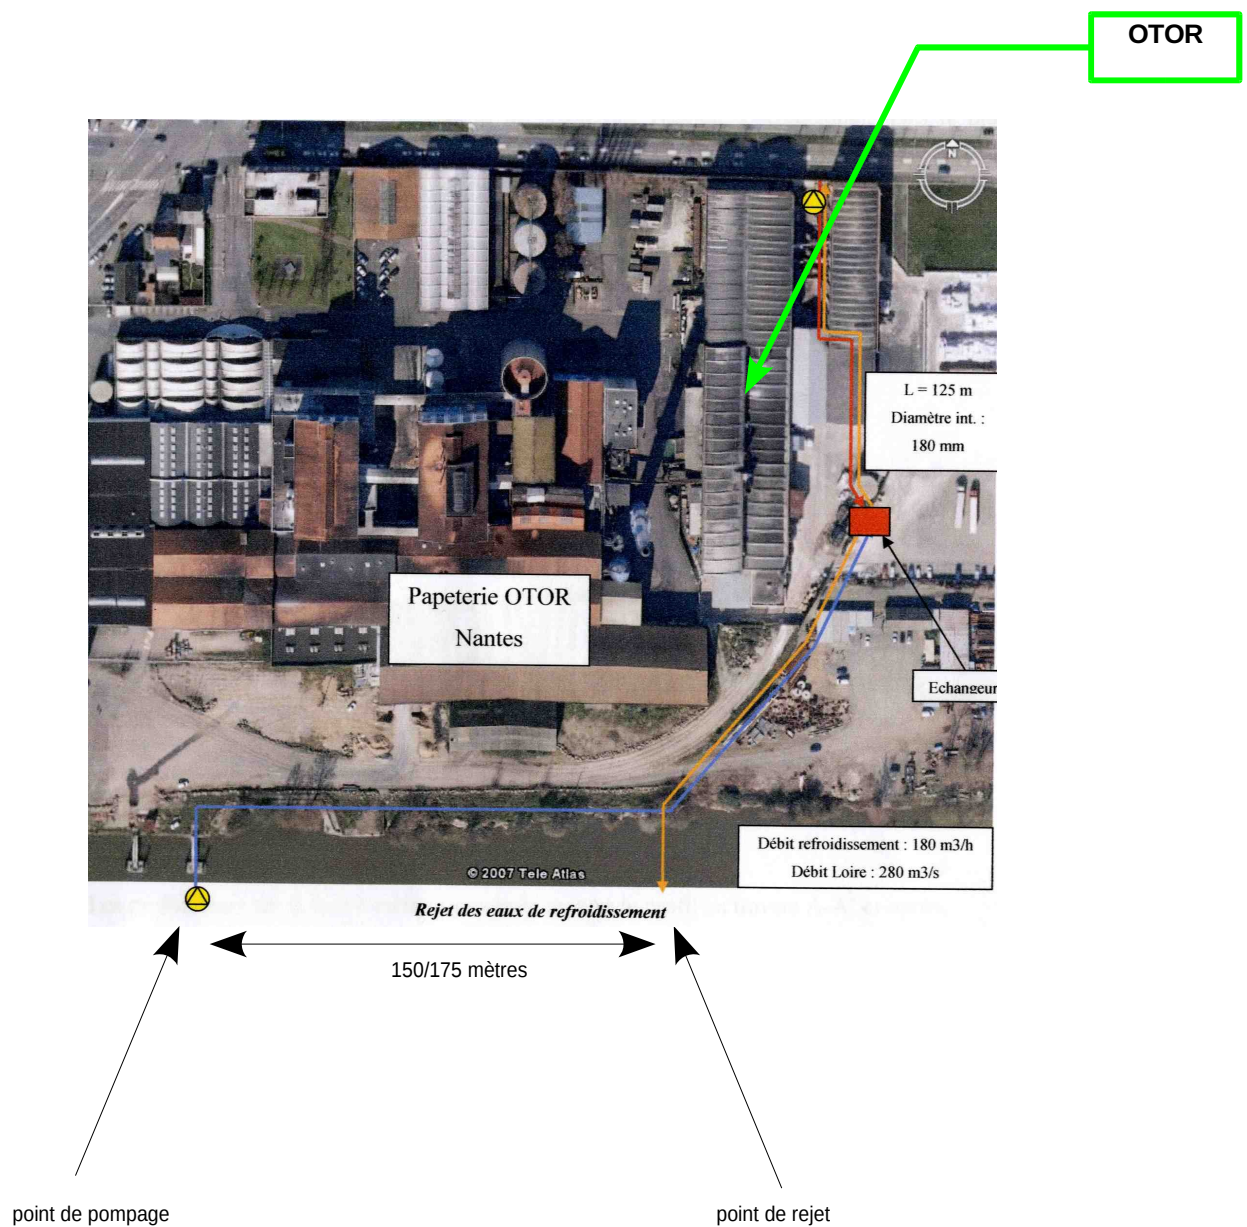 OTOR
N
L = 125 m
Diamètre int. :
180 mm
Papeterie OTOR
Nantes
Echangeur
Débit refroidissement : 180 m3/h
Débit Loire : 280 m3/s
© 2007 Tele Atlas
Rejet des eaux de refroidissement
150/175 mètres
point de pompage
point de rejet